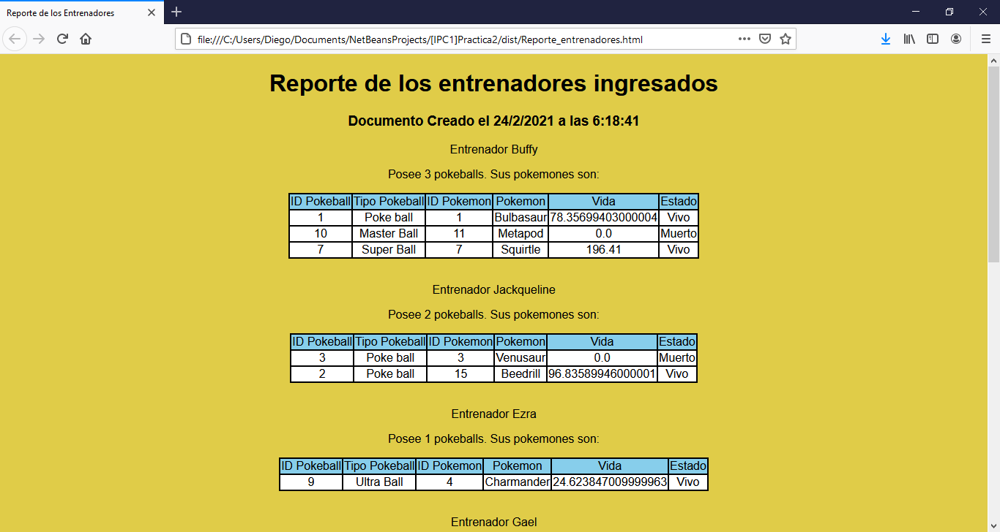 Reporte de los Entrenadores
file:///C:/Users/Diego/Documents/NetBeansProjects/[IPC1]Practica2/dist/Reporte_entrenadores.html
Reporte de los entrenadores ingresados
Documento Creado el 24/2/2021 a las 6:18:41
Entrenador Buffy
Posee 3 pokeballs. Sus pokemones son:
ID Pokeball Tipo Pokeball ID Pokemon Pokemon Vida Estado
1 Poke ball 1 Bulbasaur 78.35699403000004 Vivo
10 Master Ball 11 Metapod 0.0 Muerto
7 Super Ball 7 Squirtle 196.41 Vivo
Entrenador Jackqueline
Posee 2 pokeballs. Sus pokemones son:
ID Pokeball Tipo Pokeball ID Pokemon Pokemon Vida Estado
3 Poke ball 3 Venusaur 0.0 Muerto
2 Poke ball 15 Beedrill 96.83589946000001 Vivo
Entrenador Ezra
Posee 1 pokeballs. Sus pokemones son:
ID Pokeball Tipo Pokeball ID Pokemon Pokemon Vida Estado
9 Ultra Ball 4 Charmander 24.623847009999963 Vivo
Entrenador Gael